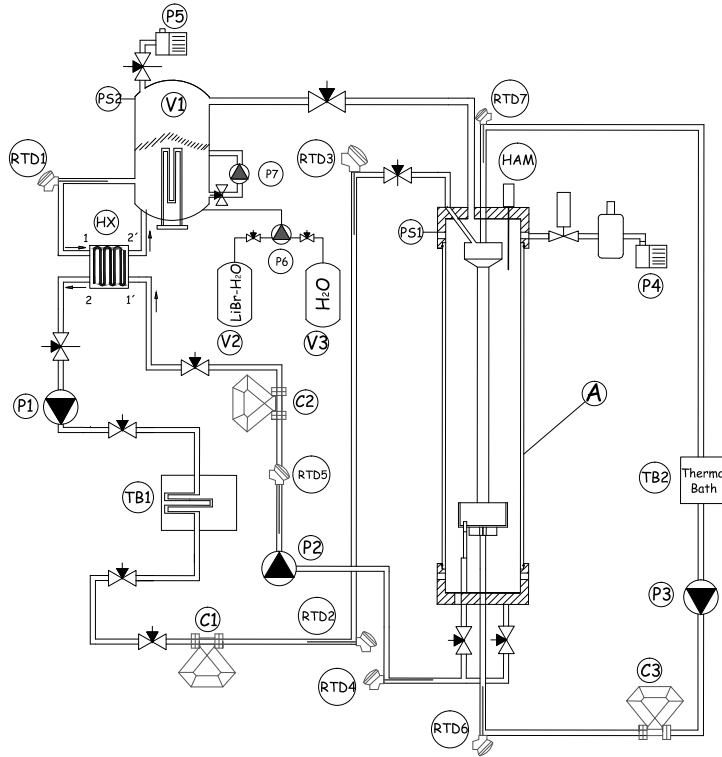 P5
PS2
V1
RTD7
RTD1
RTD3
HAM
P7
HX
1
2´
PS1
P6
P4
LiBr-H₂O
H₂O
2
1´
V2
V3
P1
C2
A
RTD5
TB1
TB2
Thermo
Bath
P2
P3
C1
RTD2
RTD4
C3
RTD6